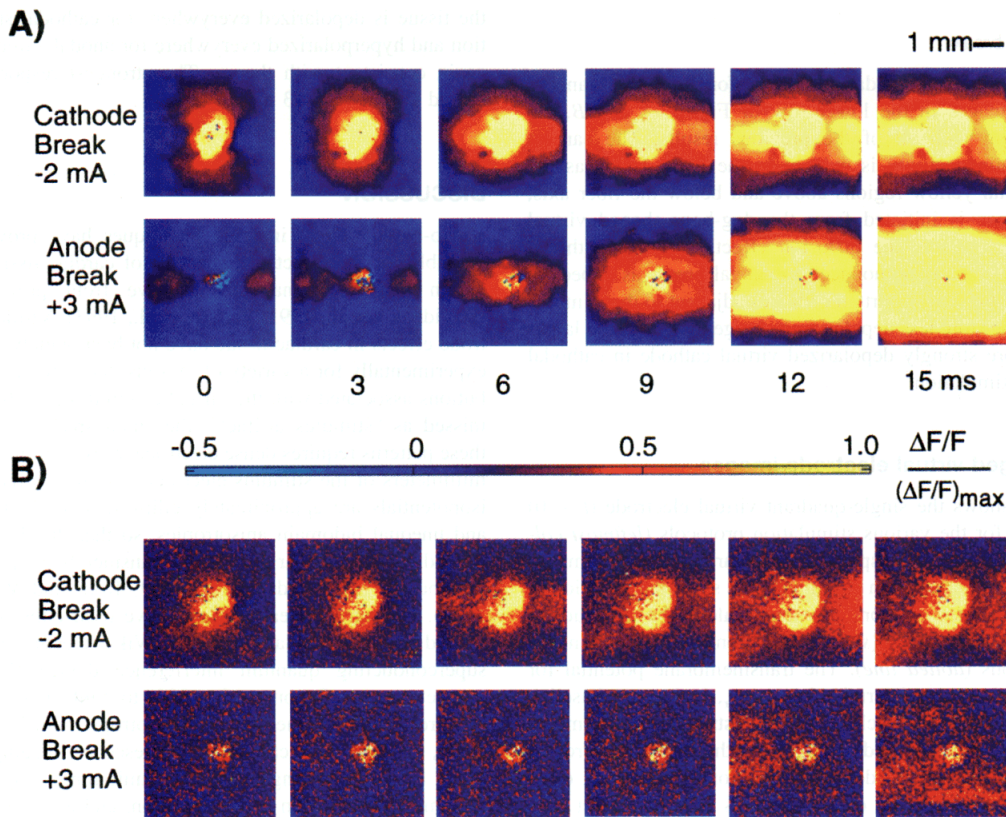 A)
1 mm
Cathode
Break
-2 mA
Anode
Break
+3 mA
0 3 6 9 12 15 ms
-0.5 0 0.5 1.0 ΔF/F
(ΔF/F)max
B)
Cathode
Break
-2 mA
Anode
Break
+3 mA